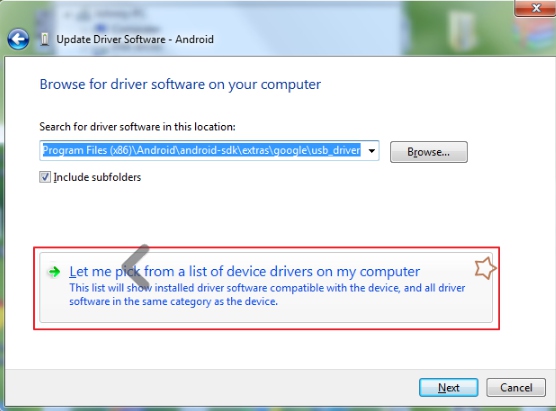 Update Driver Software - Android
Browse for driver software on your computer
Search for driver software in this location:
Program Files (x86)\Android\android-sdk\extras\google\usb_driver
Browse...
Include subfolders
Let me pick from a list of device drivers on my computer
This list will show installed driver software compatible with the device, and all driver
software in the same category as the device.
Next
Cancel